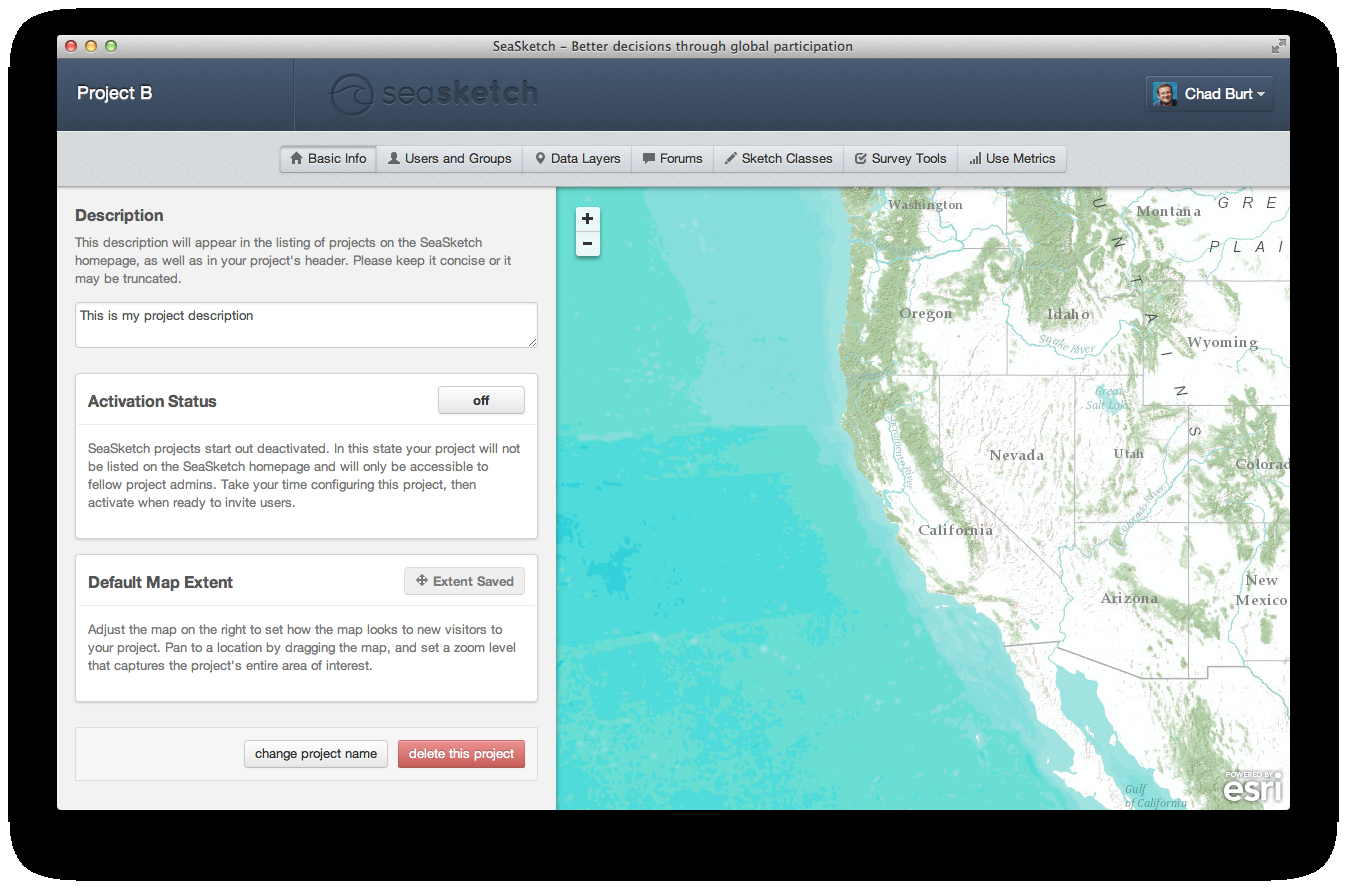 SeaSketch – Better decisions through global participation
Project B
seasketch
Chad Burt
Basic Info
Users and Groups
Data Layers
Forums
Sketch Classes
Survey Tools
Use Metrics
Description
This description will appear in the listing of projects on the SeaSketch
homepage, as well as in your project's header. Please keep it concise or it
may be truncated.
This is my project description
Activation Status
off
SeaSketch projects start out deactivated. In this state your project will not
be listed on the SeaSketch homepage and will only be accessible to
fellow project admins. Take your time configuring this project, then
activate when ready to invite users.
Default Map Extent
Extent Saved
Adjust the map on the right to set how the map looks to new visitors to
your project. Pan to a location by dragging the map, and set a zoom level
that captures the project's entire area of interest.
change project name
delete this project
+
−
Washington
Montana
G R E
P L A I
U N T A I N S
Oregon
Idaho
Snake River
Wyoming
Great
Salt Lake
Sacramento River
Nevada
Utah
Colorad
Colorado River
California
Arizona
New
Mexico
Gulf
of California
POWERED BY
esri